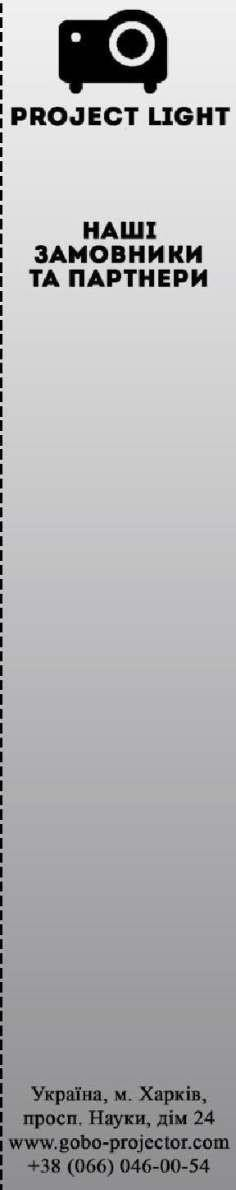 PROJECT LIGHT
НАШІ
ЗАМОВНИКИ
ТА ПАРТНЕРИ
Україна, м. Харків,
просп. Науки, дім 24
www.gobo-projector.com
+38 (066) 046-00-54